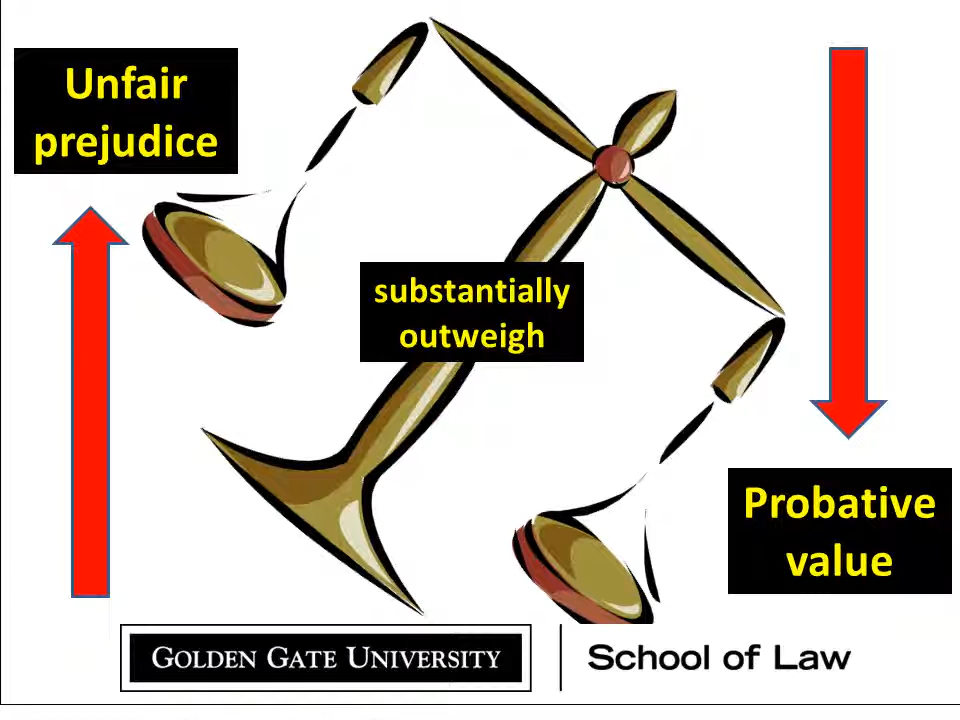 Unfair
prejudice
substantially
outweigh
Probative
value
GOLDEN GATE UNIVERSITY
School of Law